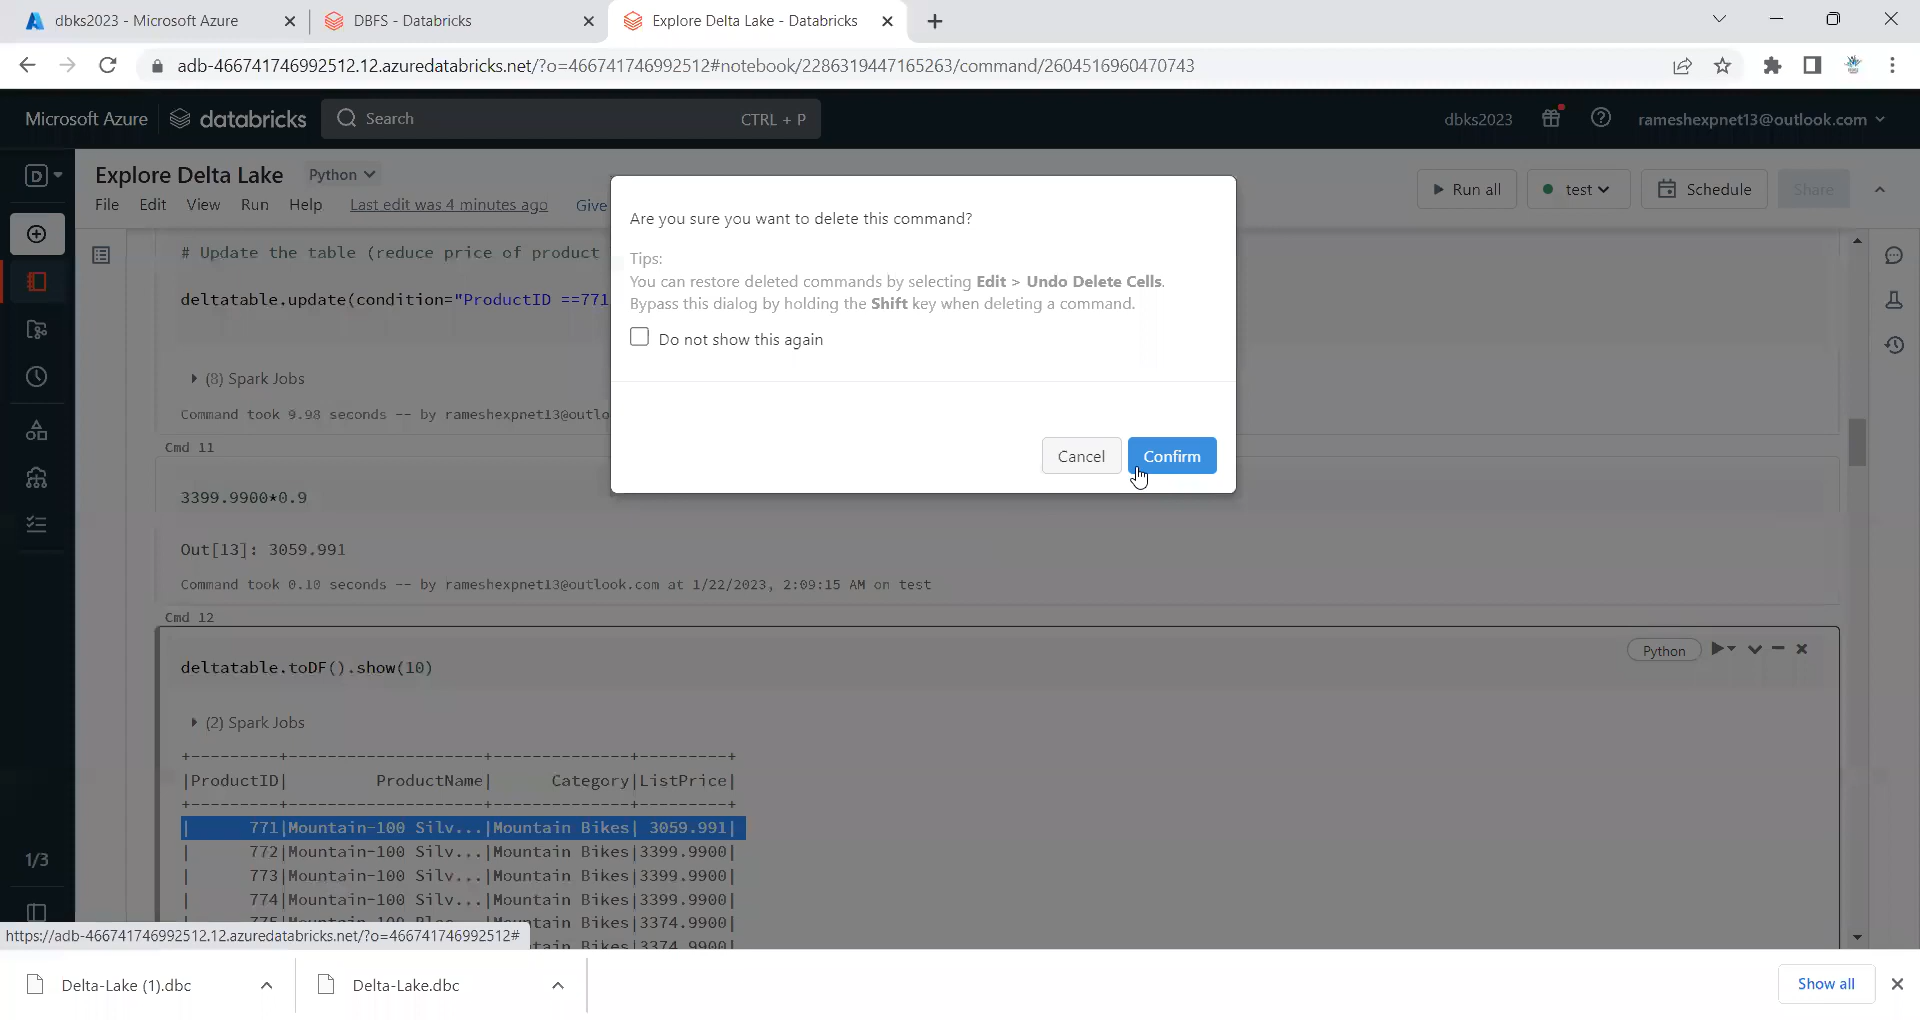 dbks2023 - Microsoft Azure
DBFS - Databricks
Explore Delta Lake - Databricks
adb-466741746992512.12.azuredatabricks.net/?o=466741746992512#notebook/2286319447165263/command/2604516960470743
Microsoft Azure
databricks
Search
CTRL + P
dbks2023
rameshexpnet13@outlook.com
D
Explore Delta Lake
Python
File Edit View Run Help Last edit was 4 minutes ago Give
Run all
test
Schedule
Share
# Update the table (reduce price of product
deltatable.update(condition="ProductID ==771
(8) Spark Jobs
Command took 9.98 seconds -- by rameshexpnet13@outlo
Are you sure you want to delete this command?
Tips:
You can restore deleted commands by selecting Edit > Undo Delete Cells.
Bypass this dialog by holding the Shift key when deleting a command.
Do not show this again
Cancel
Confirm
Cmd 11
3399.9900*0.9
Out[13]: 3059.991
Command took 0.10 seconds -- by rameshexpnet13@outlook.com at 1/22/2023, 2:09:15 AM on test
Cmd 12
Python
deltatable.toDF().show(10)
(2) Spark Jobs
+---------+--------------------+--------------+---------+
|ProductID|         ProductName|      Category|ListPrice|
+---------+--------------------+--------------+---------+
|      771|Mountain-100 Silv...|Mountain Bikes| 3059.991|
|      772|Mountain-100 Silv...|Mountain Bikes|3399.9900|
|      773|Mountain-100 Silv...|Mountain Bikes|3399.9900|
|      774|Mountain-100 Silv...|Mountain Bikes|3399.9900|
Mountain Bikes|3374.9900|
tain Bikes|3374.9900|
1/3
https://adb-466741746992512.12.azuredatabricks.net/?o=466741746992512#
Delta-Lake (1).dbc
Delta-Lake.dbc
Show all